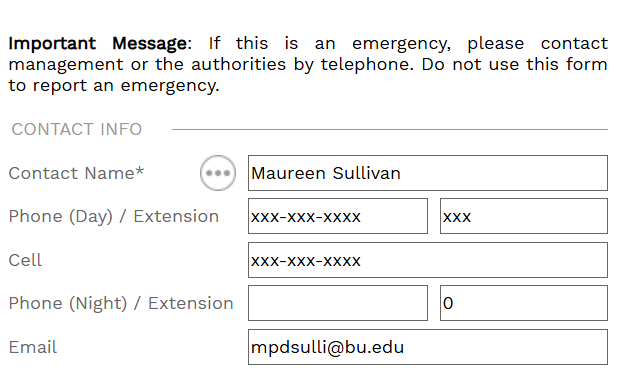 Important Message: If this is an emergency, please contact
management or the authorities by telephone. Do not use this form
to report an emergency.
CONTACT INFO
Contact Name* Maureen Sullivan
Phone (Day) / Extension xxx-xxx-xxxx xxx
Cell xxx-xxx-xxxx
Phone (Night) / Extension 0
Email mpdsulli@bu.edu